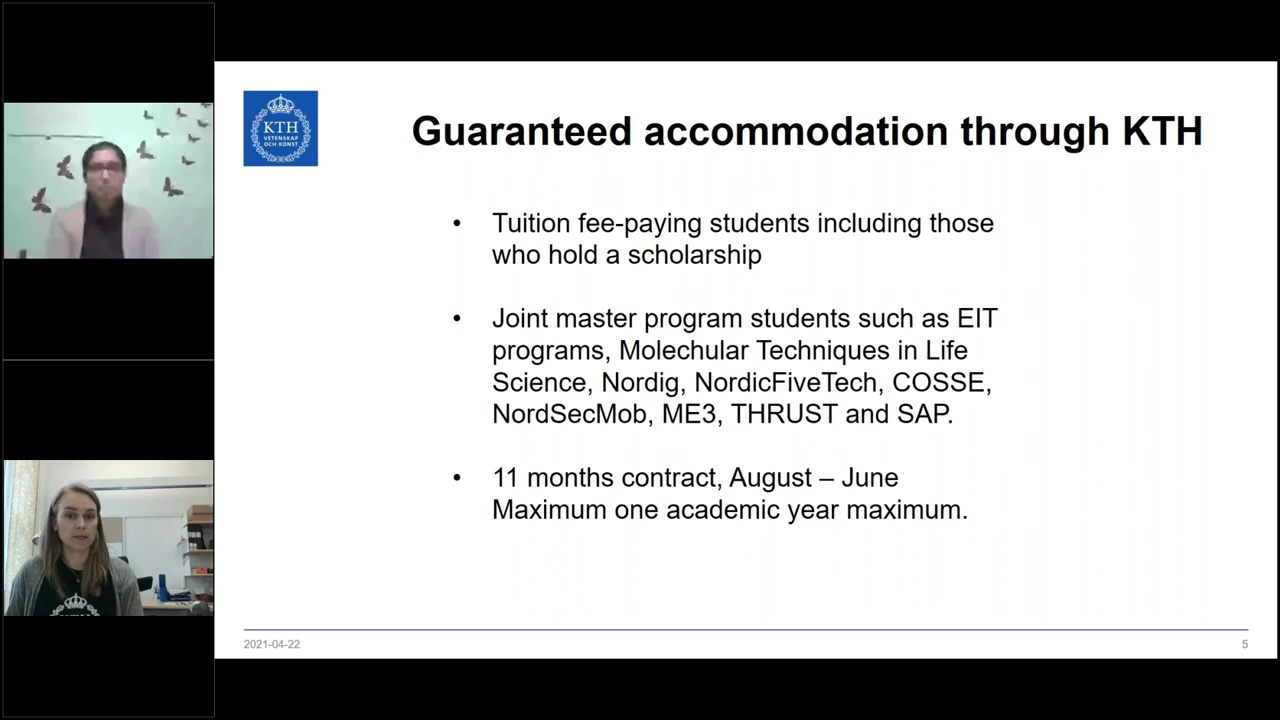 KTH
VETENSKAP
OCH KONST
Guaranteed accommodation through KTH
• Tuition fee-paying students including those
who hold a scholarship
• Joint master program students such as EIT
programs, Molechular Techniques in Life
Science, Nordig, NordicFiveTech, COSSE,
NordSecMob, ME3, THRUST and SAP.
• 11 months contract, August – June
Maximum one academic year maximum.
2021-04-22
5